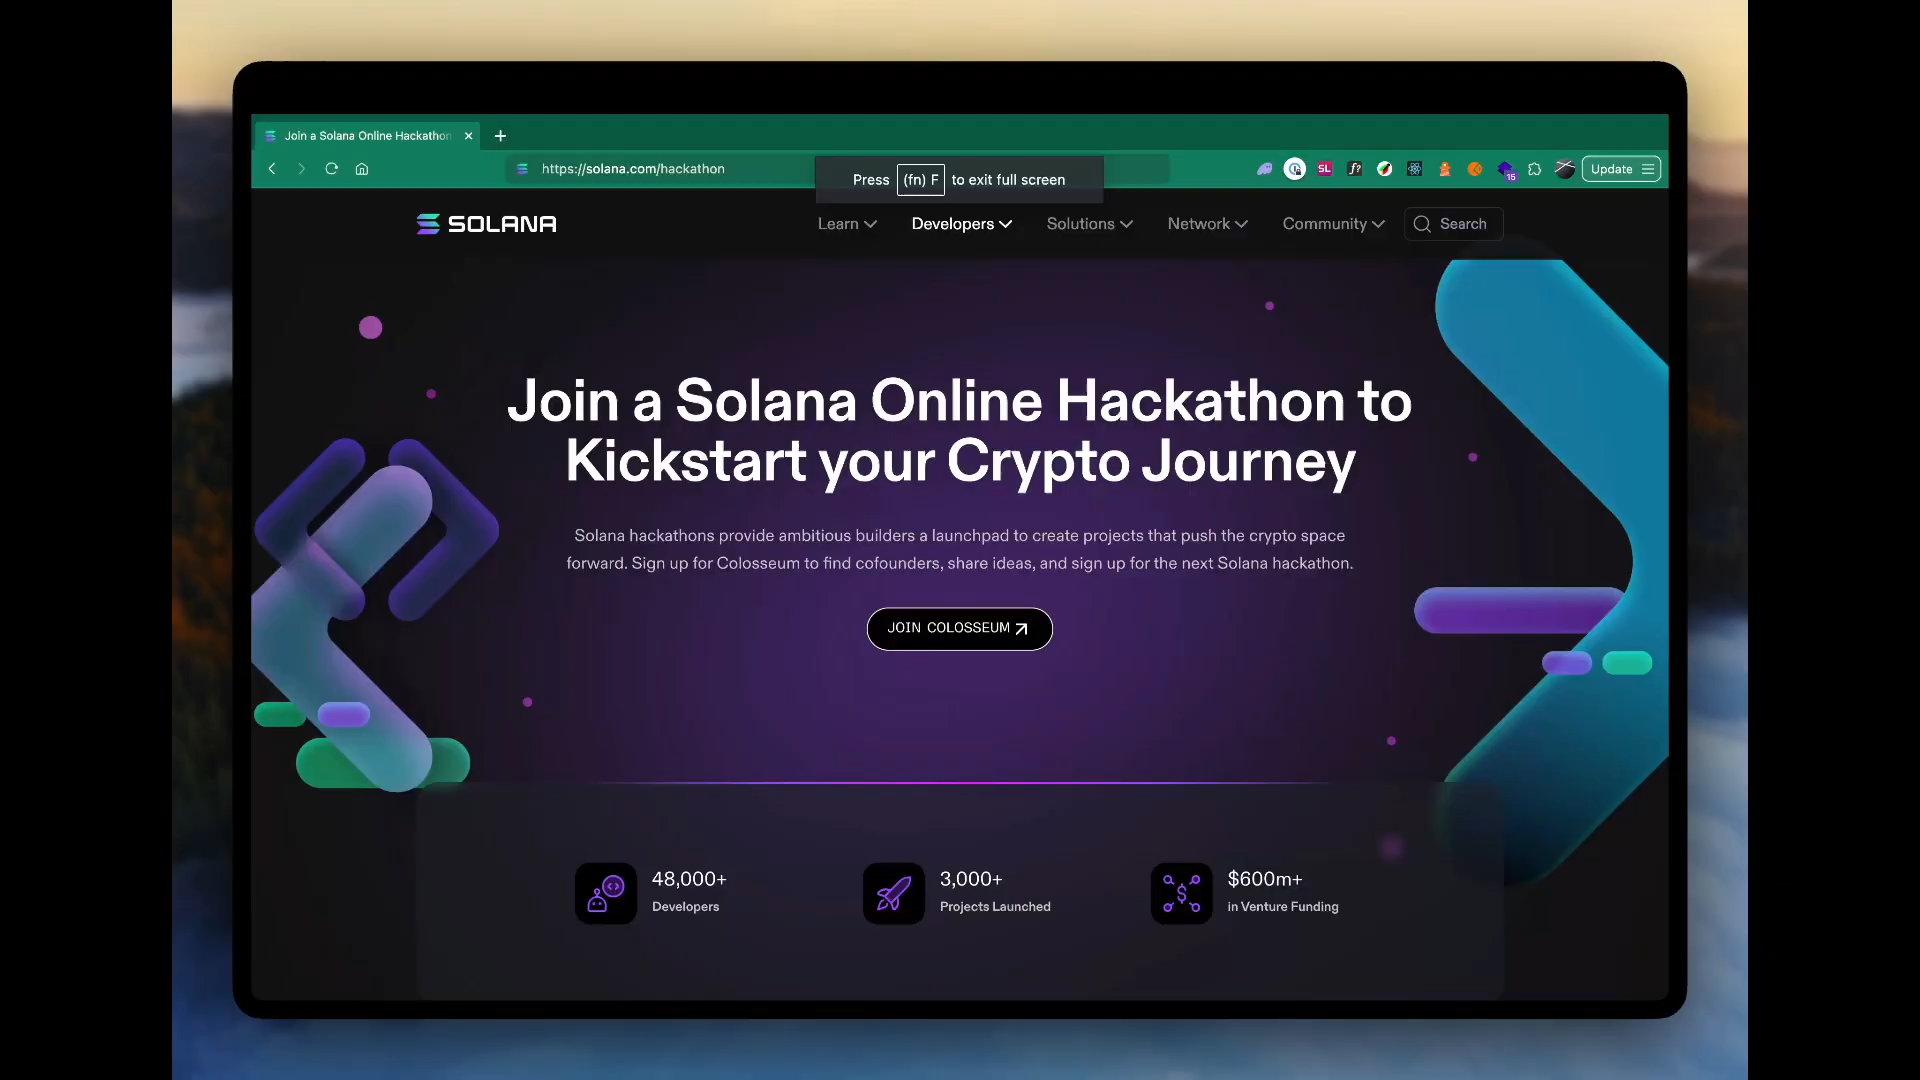 Join a Solana Online Hackathon
https://solana.com/hackathon
Press (fn) F to exit full screen
SL
f?
15
Update
SOLANA
Learn
Developers
Solutions
Network
Community
Search
Join a Solana Online Hackathon to
Kickstart your Crypto Journey
Solana hackathons provide ambitious builders a launchpad to create projects that push the crypto space
forward. Sign up for Colosseum to find cofounders, share ideas, and sign up for the next Solana hackathon.
JOIN COLOSSEUM
48,000+
Developers
3,000+
Projects Launched
$600m+
in Venture Funding